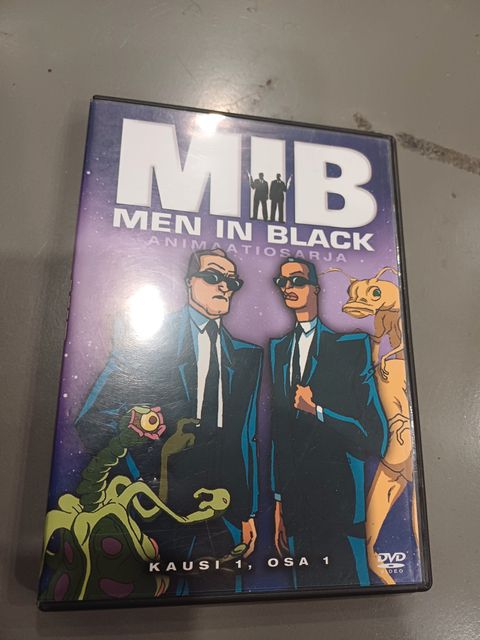 MIB
MEN IN BLACK
ANIMAATIOSARJA
KAUSI 1, OSA 1
DVD
VIDEO